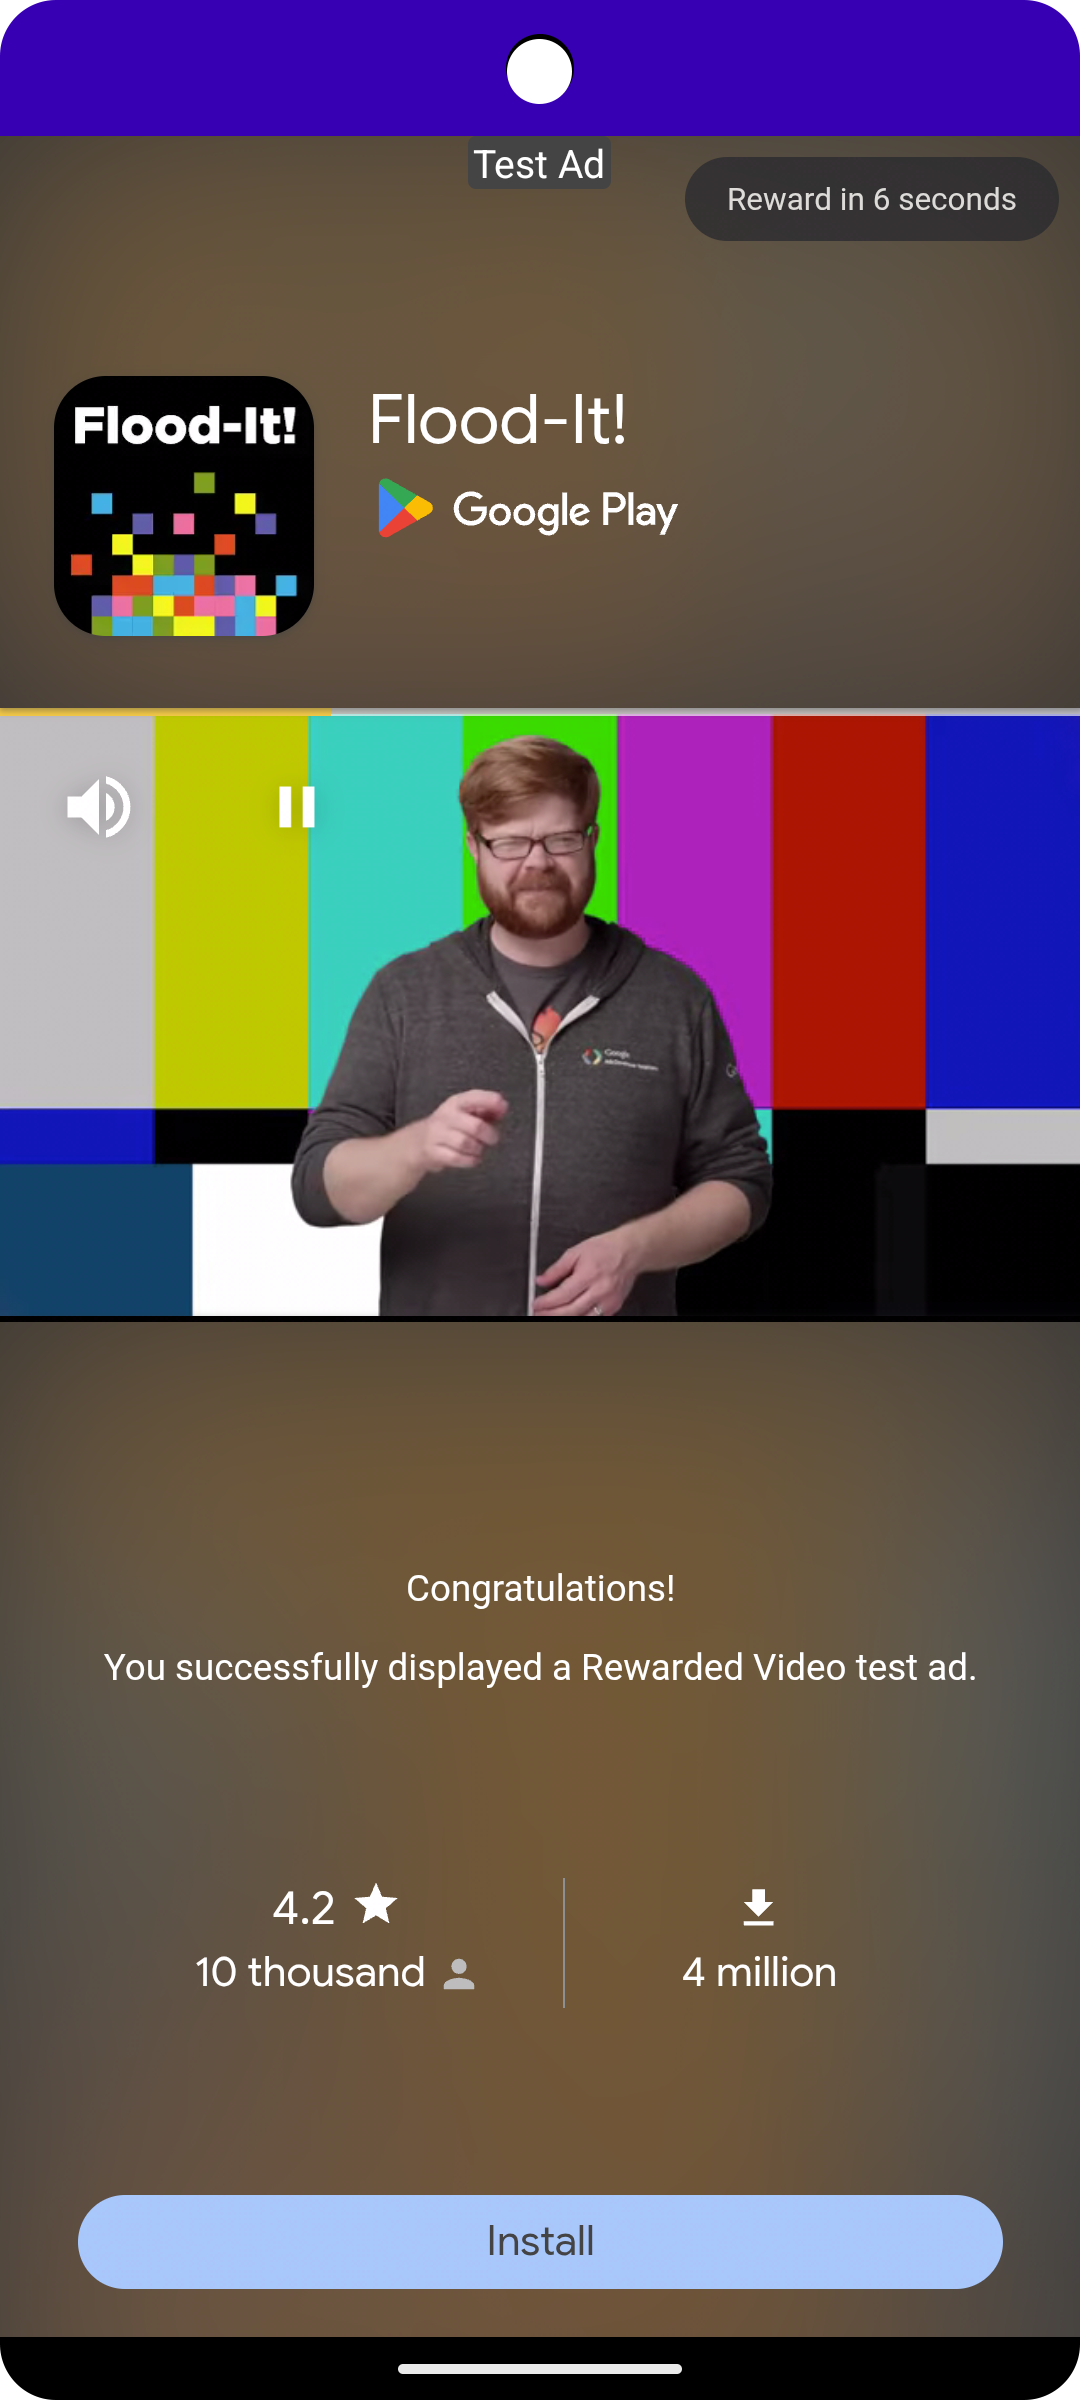 Test Ad
Reward in 6 seconds
Flood-It!
Flood-It!
Google Play
Google
Congratulations!
You successfully displayed a Rewarded Video test ad.
4.2
10 thousand
4 million
Install